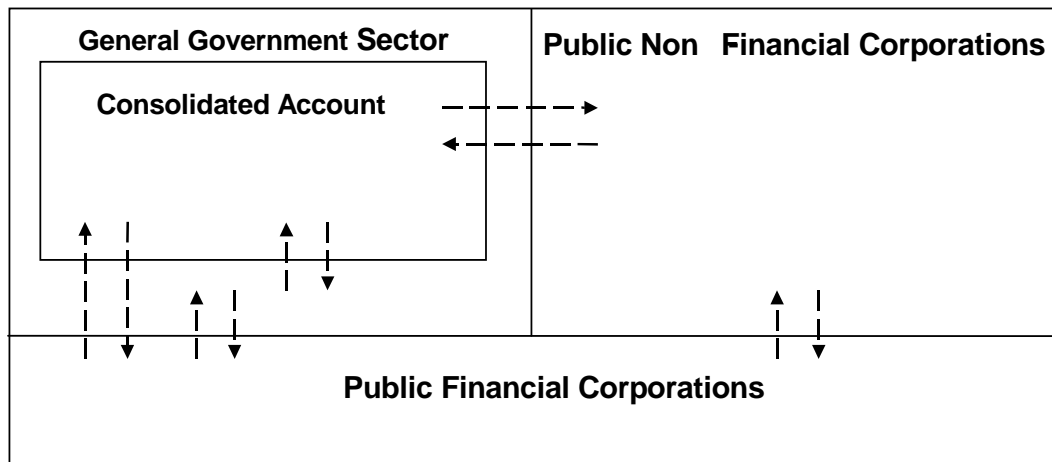 General Government Sector
Public Non Financial Corporations
Consolidated Account
Public Financial Corporations